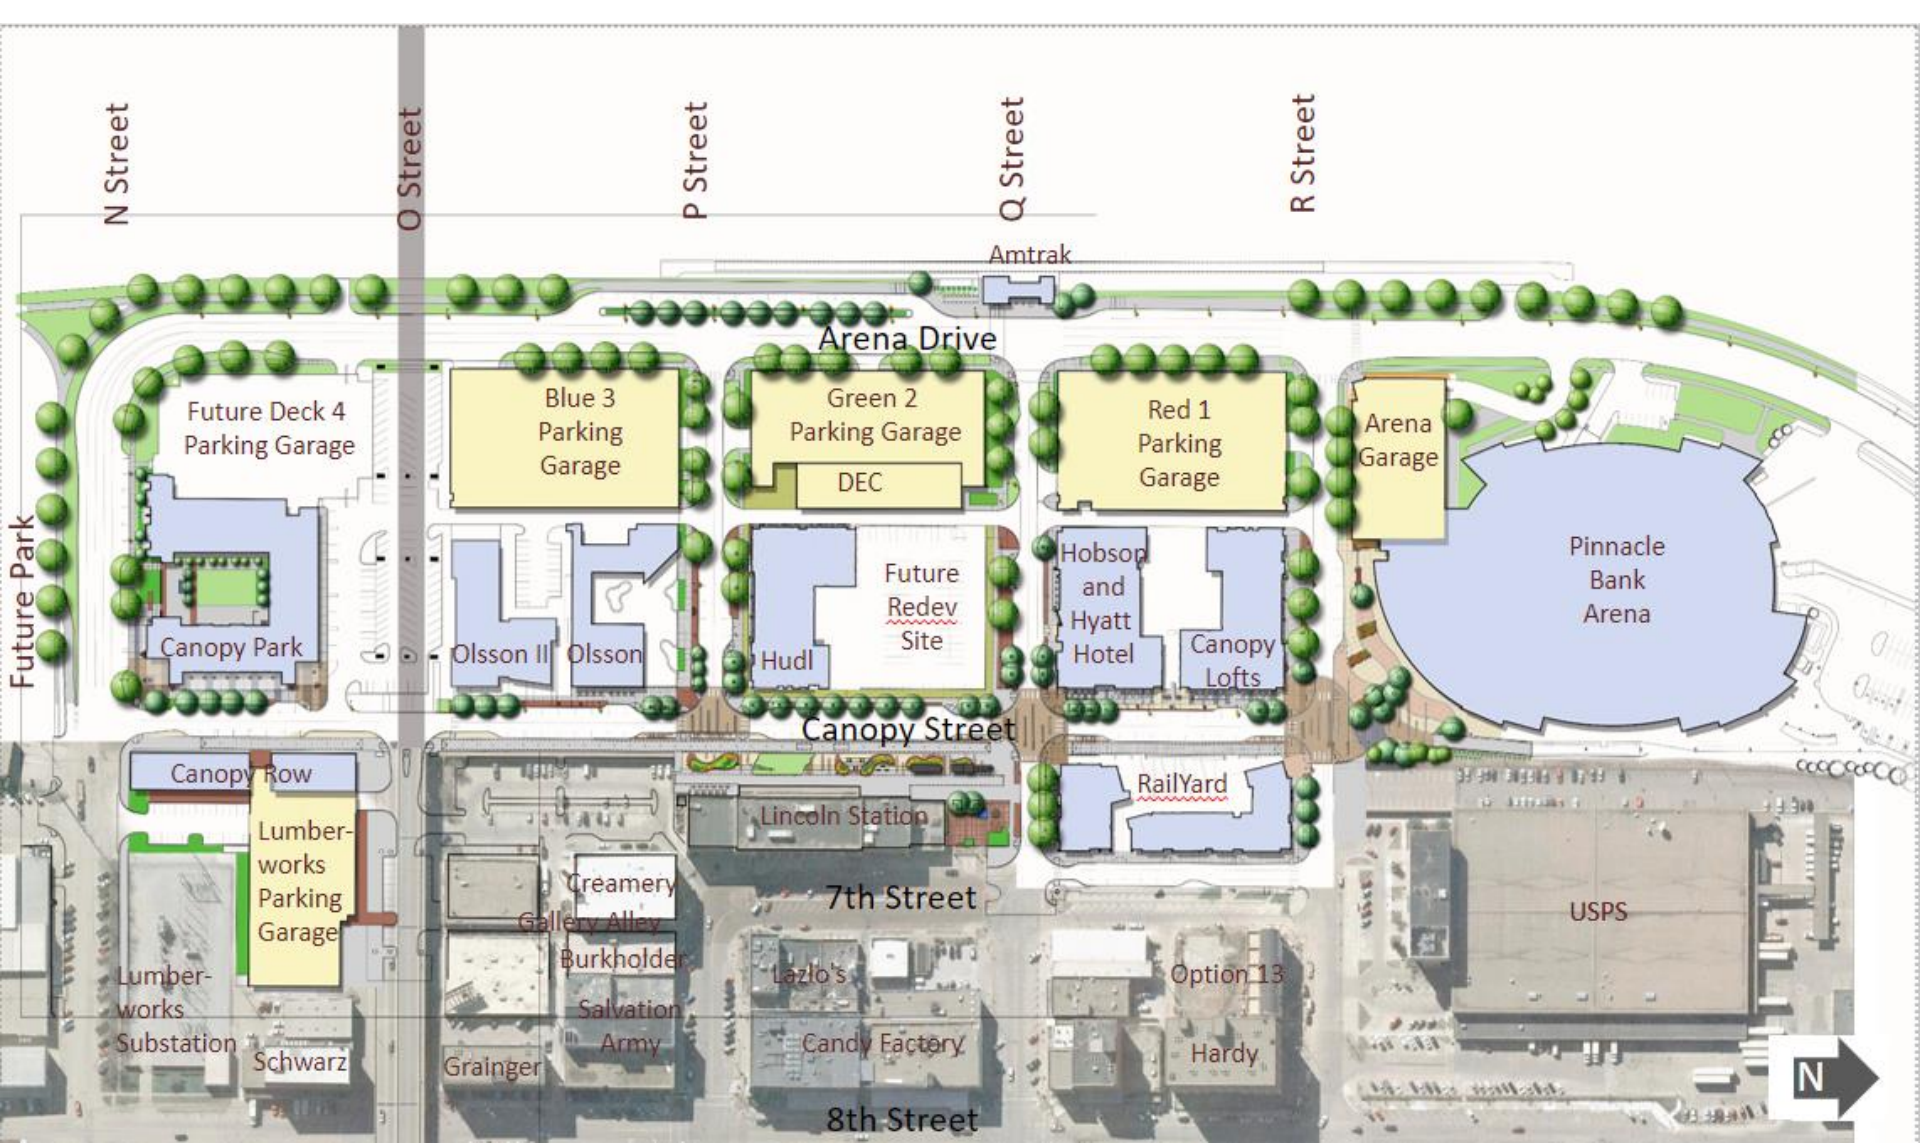 N Street
O Street
P Street
Q Street
R Street
Amtrak
Arena Drive
Future Deck 4
Parking Garage
Blue 3
Parking
Garage
Green 2
Parking Garage
DEC
Red 1
Parking
Garage
Arena
Garage
Future Park
Canopy Park
Olsson II
Olsson
Hudl
Future
Redev
Site
Hobson
and
Hyatt
Hotel
Canopy
Lofts
Pinnacle
Bank
Arena
Canopy Street
Canopy Row
Lumber-
works
Parking
Garage
Lincoln Station
RailYard
7th Street
Creamery
Gallery Alley
Burkholder
Salvation
Army
Lazlo's
Candy Factory
Option 13
Hardy
USPS
Lumber-
works
Substation
Schwarz
Grainger
8th Street
N